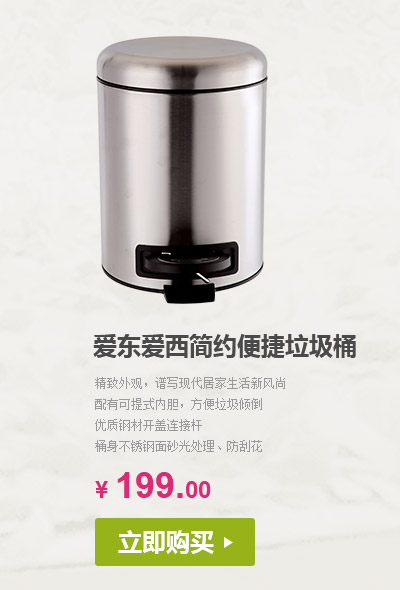 爱东爱西简约便捷垃圾桶
精致外观，谱写现代居家生活新风尚
配有可提式内胆，方便垃圾倾倒
优质钢材开盖连接杆
桶身不锈钢面砂光处理、防刮花
¥ 199.00
立即购买